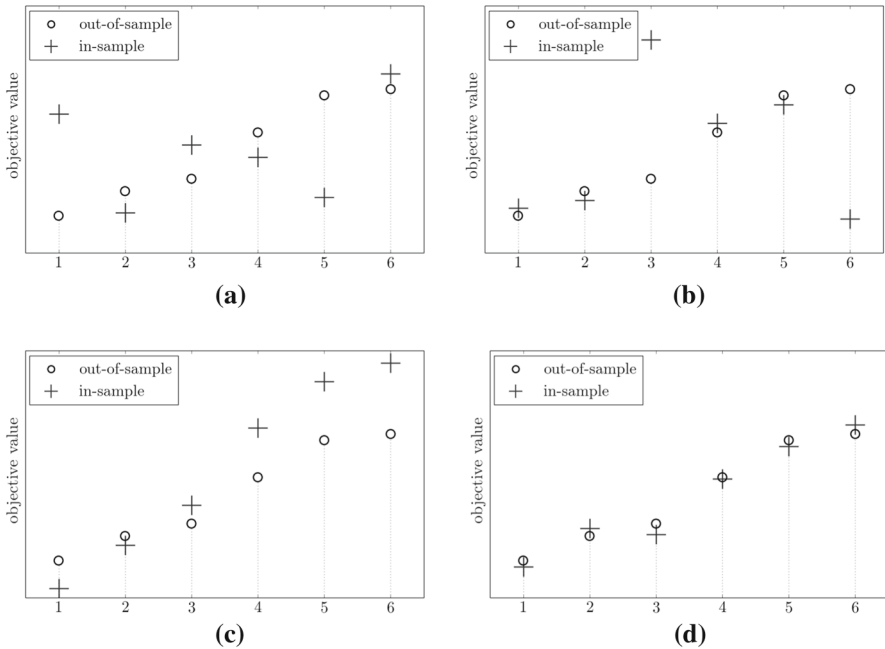 out-of-sample
in-sample
objective value
1 2 3 4 5 6
(a)
out-of-sample
in-sample
objective value
1 2 3 4 5 6
(b)
out-of-sample
in-sample
objective value
1 2 3 4 5 6
(c)
out-of-sample
in-sample
objective value
1 2 3 4 5 6
(d)